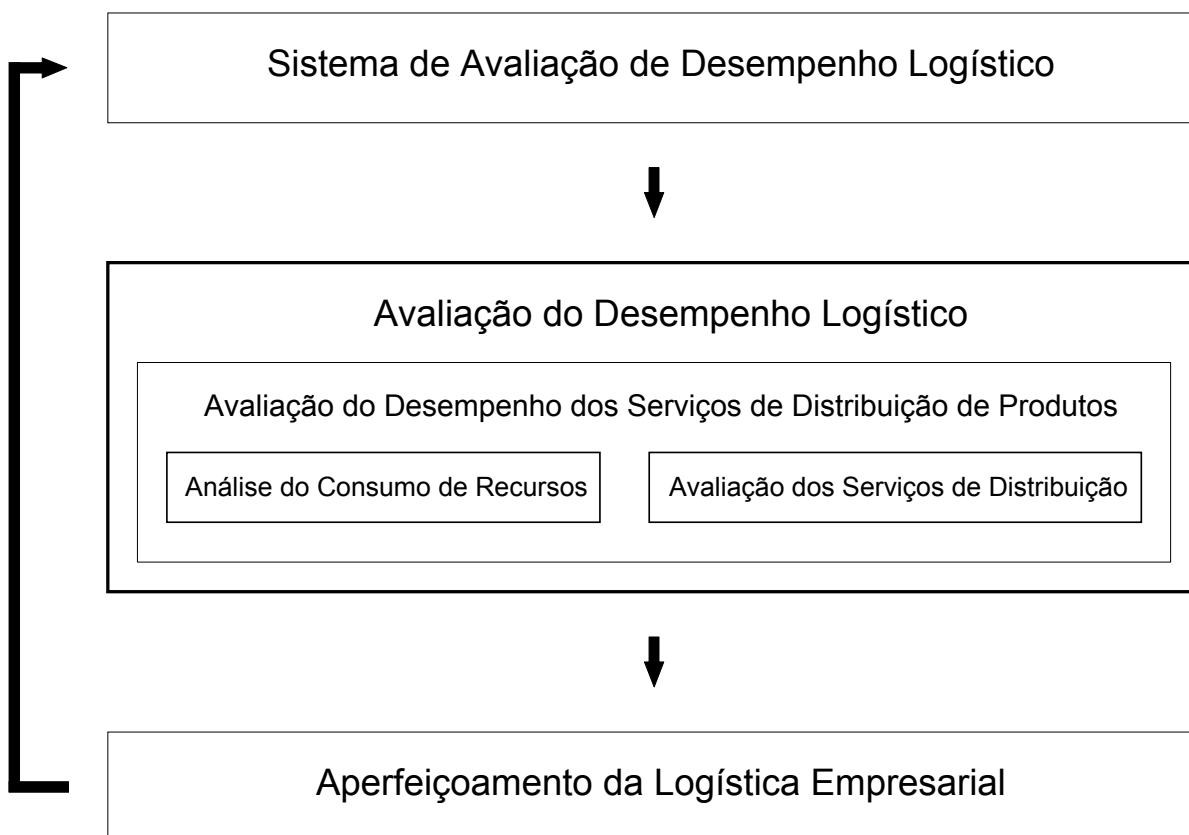 Sistema de Avaliação de Desempenho Logístico
Avaliação do Desempenho Logístico
Avaliação do Desempenho dos Serviços de Distribuição de Produtos
Análise do Consumo de Recursos
Avaliação dos Serviços de Distribuição
Aperfeiçoamento da Logística Empresarial